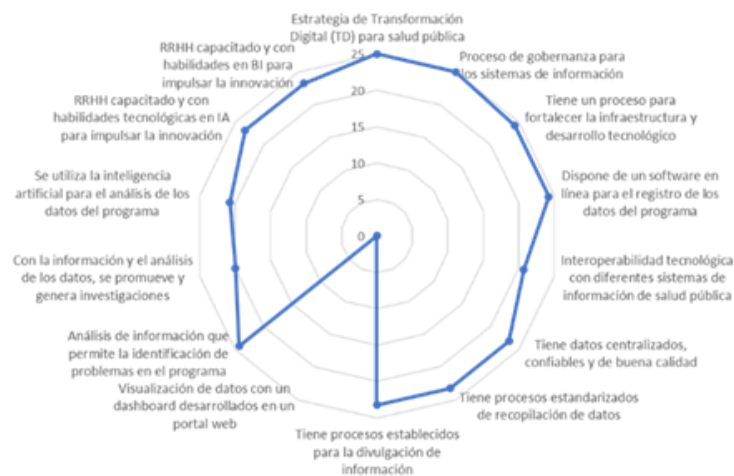 Estrategia de Transformación
Digital (TD) para salud pública
25
20
15
10
5
0
Proceso de gobernanza para
los sistemas de información
Tiene un proceso para
fortalecer la infraestructura y
desarrollo tecnológico
Dispone de un software en
línea para el registro de los
datos del programa
Interoperabilidad tecnológica
con diferentes sistemas de
información de salud pública
Tiene datos centralizados,
confiables y de buena calidad
Tiene procesos estandarizados
de recopilación de datos
Tiene procesos establecidos
para la divulgación de
información
Visualización de datos con un
dashboard desarrollados en un
portal web
Análisis de información que
permite la identificación de
problemas en el programa
Con la información y el análisis
de los datos, se promueve y
genera investigaciones
Se utiliza la inteligencia
artificial para el análisis de los
datos del programa
RRHH capacitado y con
habilidades tecnológicas en IA
para impulsar la innovación
RRHH capacitado y con
habilidades en BI para
impulsar la innovación